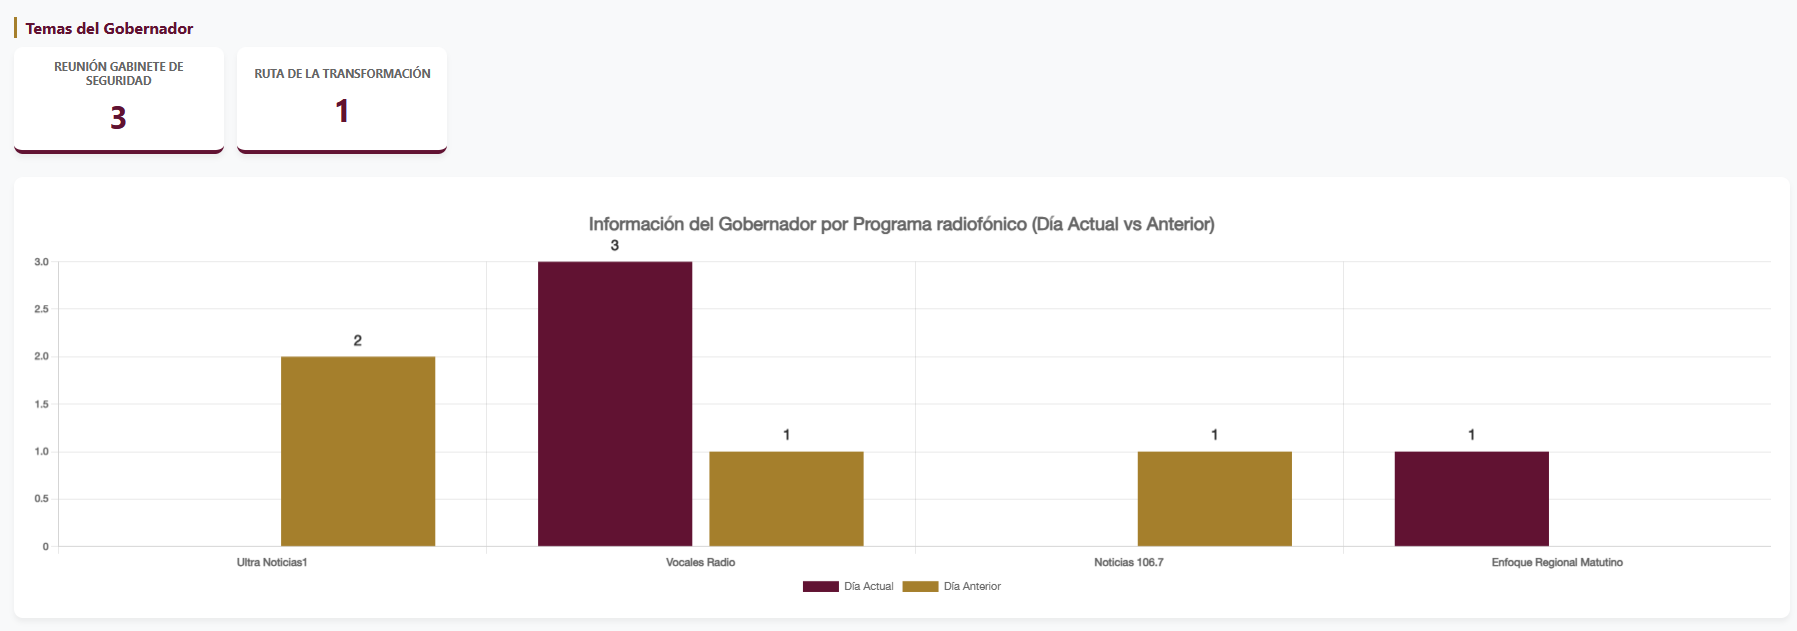 Temas del Gobernador
REUNIÓN GABINETE DE
SEGURIDAD
3
RUTA DE LA TRANSFORMACIÓN
1
Información del Gobernador por Programa radiofónico (Día Actual vs Anterior)
3
3.0
2.5
2
2.0
1.5
1
1
1
1.0
0.5
0
Ultra Noticias1
Vocales Radio
Noticias 106.7
Enfoque Regional Matutino
Día Actual
Día Anterior